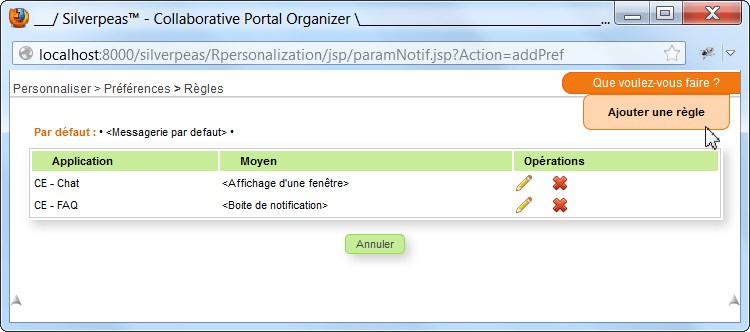 ___/ Silverpeas™ - Collaborative Portal Organizer \___________________________________...
localhost:8000/silverpeas/Rpersonalization/jsp/paramNotif.jsp?Action=addPref
Personnaliser > Préférences > Règles
Que voulez-vous faire ?
Ajouter une règle
Par défaut : • <Messagerie par defaut> •
Application Moyen Opérations
CE - Chat <Affichage d'une fenêtre>
CE - FAQ <Boite de notification>
Annuler